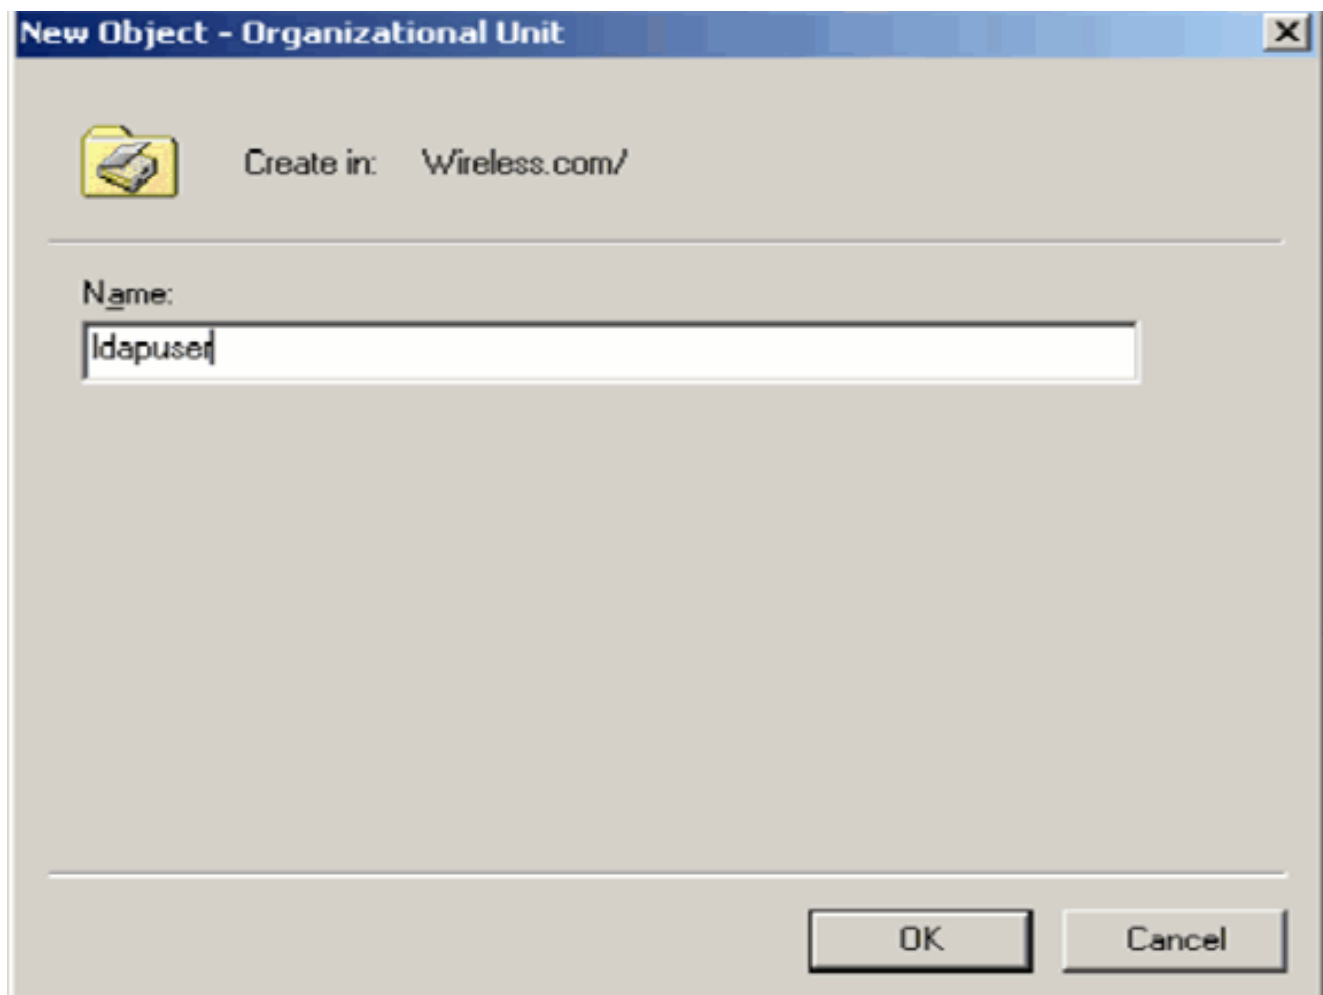 New Object - Organizational Unit
Create in: Wireless.com/
Name:
ldapuser
OK Cancel